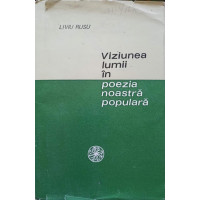 LIVIU RUSU
Viziunea
lumii
în
poezia
noastră
populară